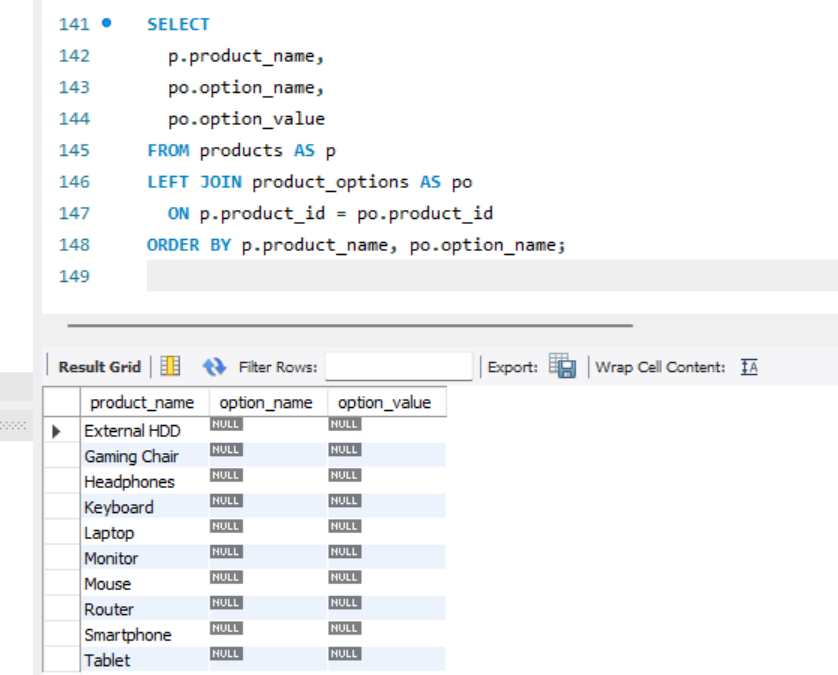 141 SELECT
142 p.product_name,
143 po.option_name,
144 po.option_value
145 FROM products AS p
146 LEFT JOIN product_options AS po
147 ON p.product_id = po.product_id
148 ORDER BY p.product_name, po.option_name;
149
Result Grid Filter Rows: Export: Wrap Cell Content: IA
product_name option_name option_value
External HDD NULL NULL
Gaming Chair NULL NULL
Headphones NULL NULL
Keyboard NULL NULL
Laptop NULL NULL
Monitor NULL NULL
Mouse NULL NULL
Router NULL NULL
Smartphone NULL NULL
Tablet NULL NULL